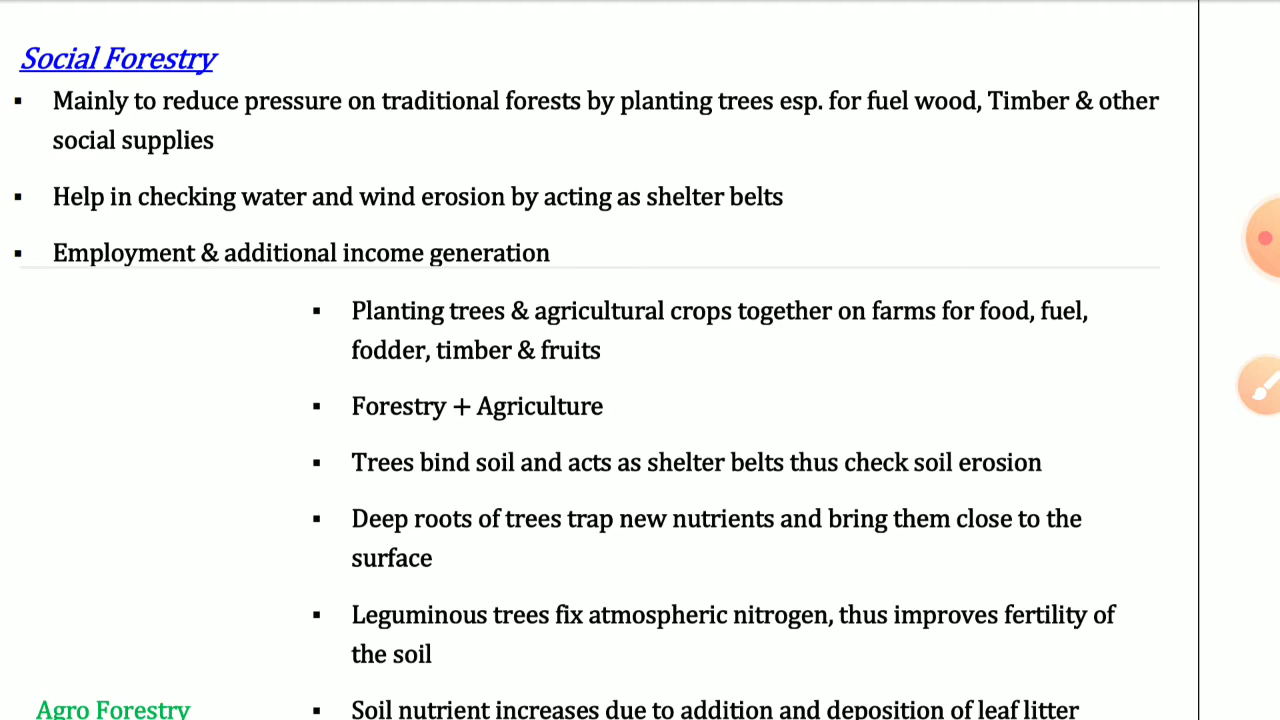 Social Forestry
▪ Mainly to reduce pressure on traditional forests by planting trees esp. for fuel wood, Timber & other
social supplies
▪ Help in checking water and wind erosion by acting as shelter belts
▪ Employment & additional income generation
▪ Planting trees & agricultural crops together on farms for food, fuel,
fodder, timber & fruits
▪ Forestry + Agriculture
▪ Trees bind soil and acts as shelter belts thus check soil erosion
▪ Deep roots of trees trap new nutrients and bring them close to the
surface
▪ Leguminous trees fix atmospheric nitrogen, thus improves fertility of
the soil
Agro Forestry
▪ Soil nutrient increases due to addition and deposition of leaf litter